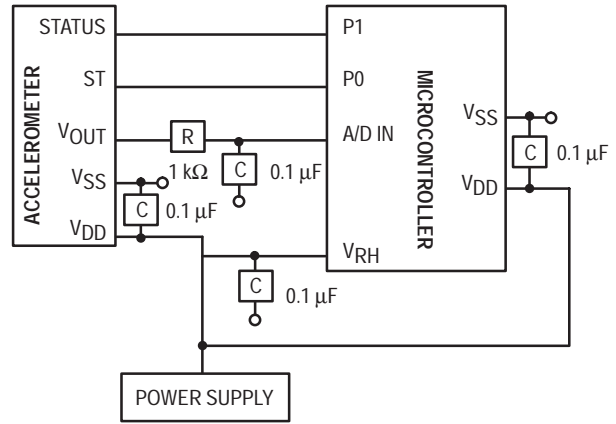 STATUS
ST
VOUT
VSS
VDD
ACCELEROMETER
R
1 kΩ
C
0.1 μF
C
0.1 μF
C
0.1 μF
P1
P0
A/D IN
VRH
MICROCONTROLLER
VSS
VDD
C
0.1 μF
POWER SUPPLY